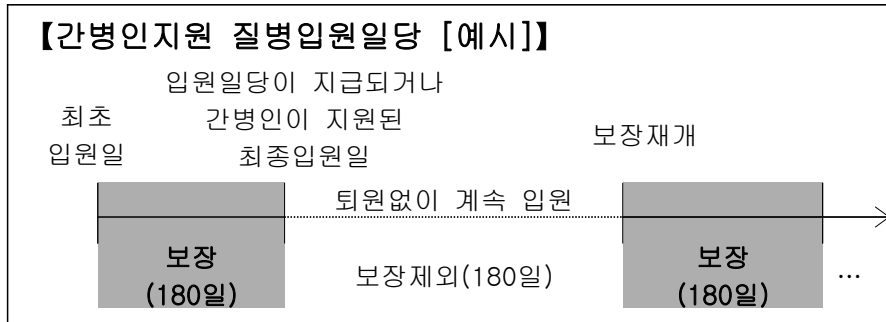 【간병인지원 질병입원일당 [예시]】
입원일당이 지급되거나
최초 간병인이 지원된
입원일 최종입원일
보장재개
퇴원없이 계속 입원
보장
(180일)
보장제외(180일)
보장
(180일)
…